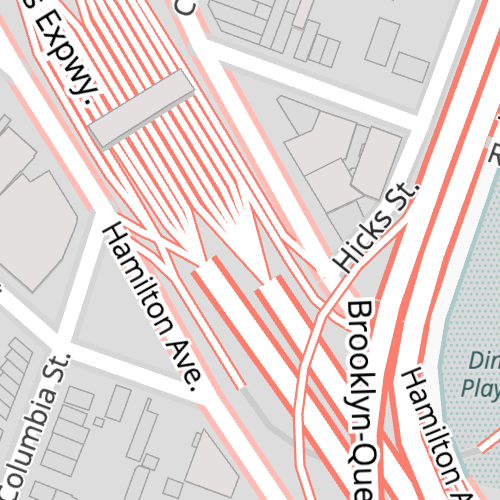 s Expwy.
C
R
Hicks St.
Hamilton Ave.
Brooklyn-Que
Din
Play
Hamilton A
Columbia St.